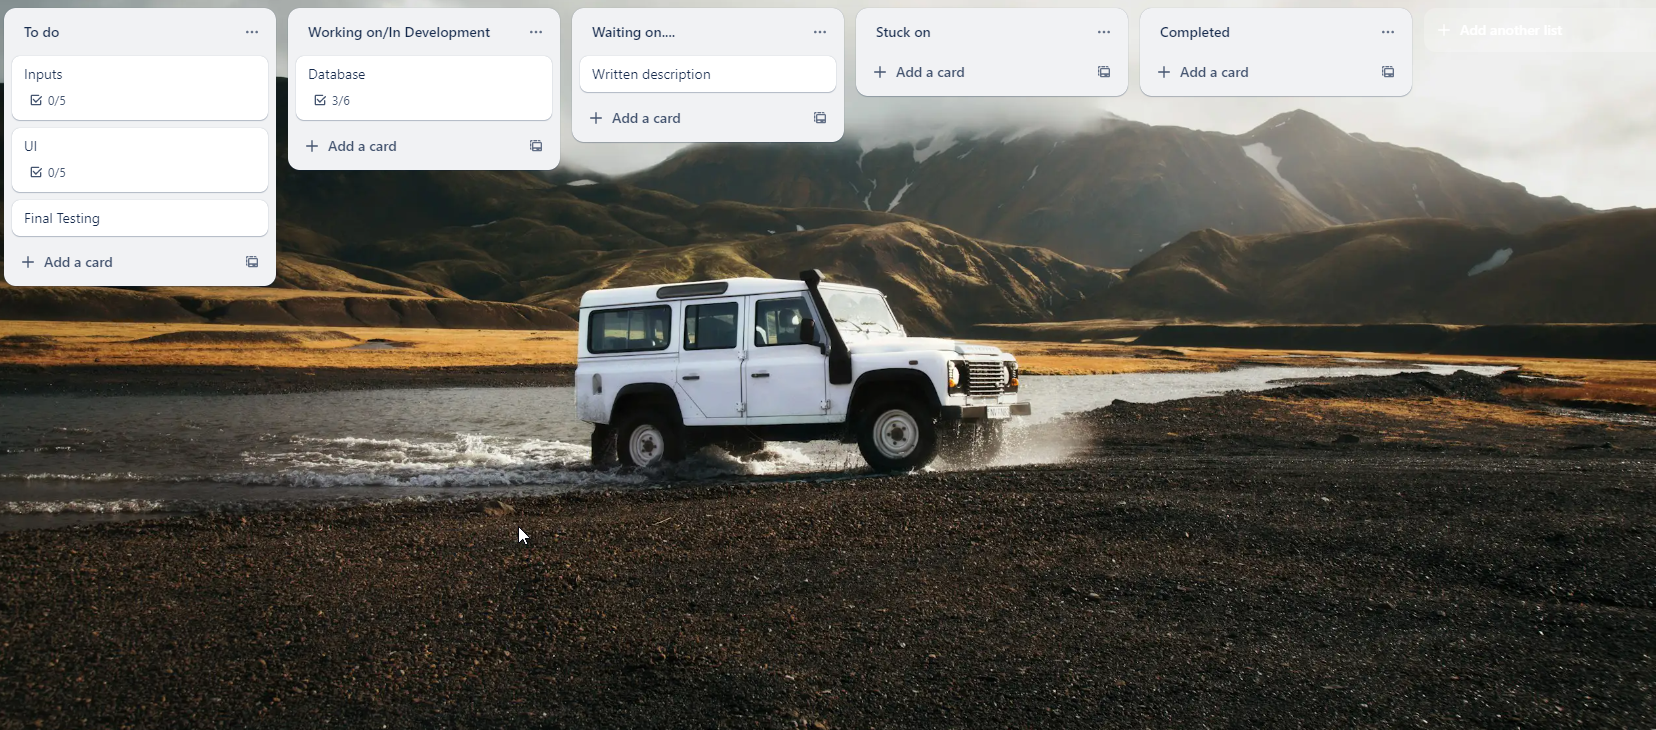 To do
Inputs
0/5
UI
0/5
Final Testing
Add a card
Working on/In Development
Database
3/6
Add a card
Waiting on....
Written description
Add a card
Stuck on
Add a card
Completed
Add a card
Add another list